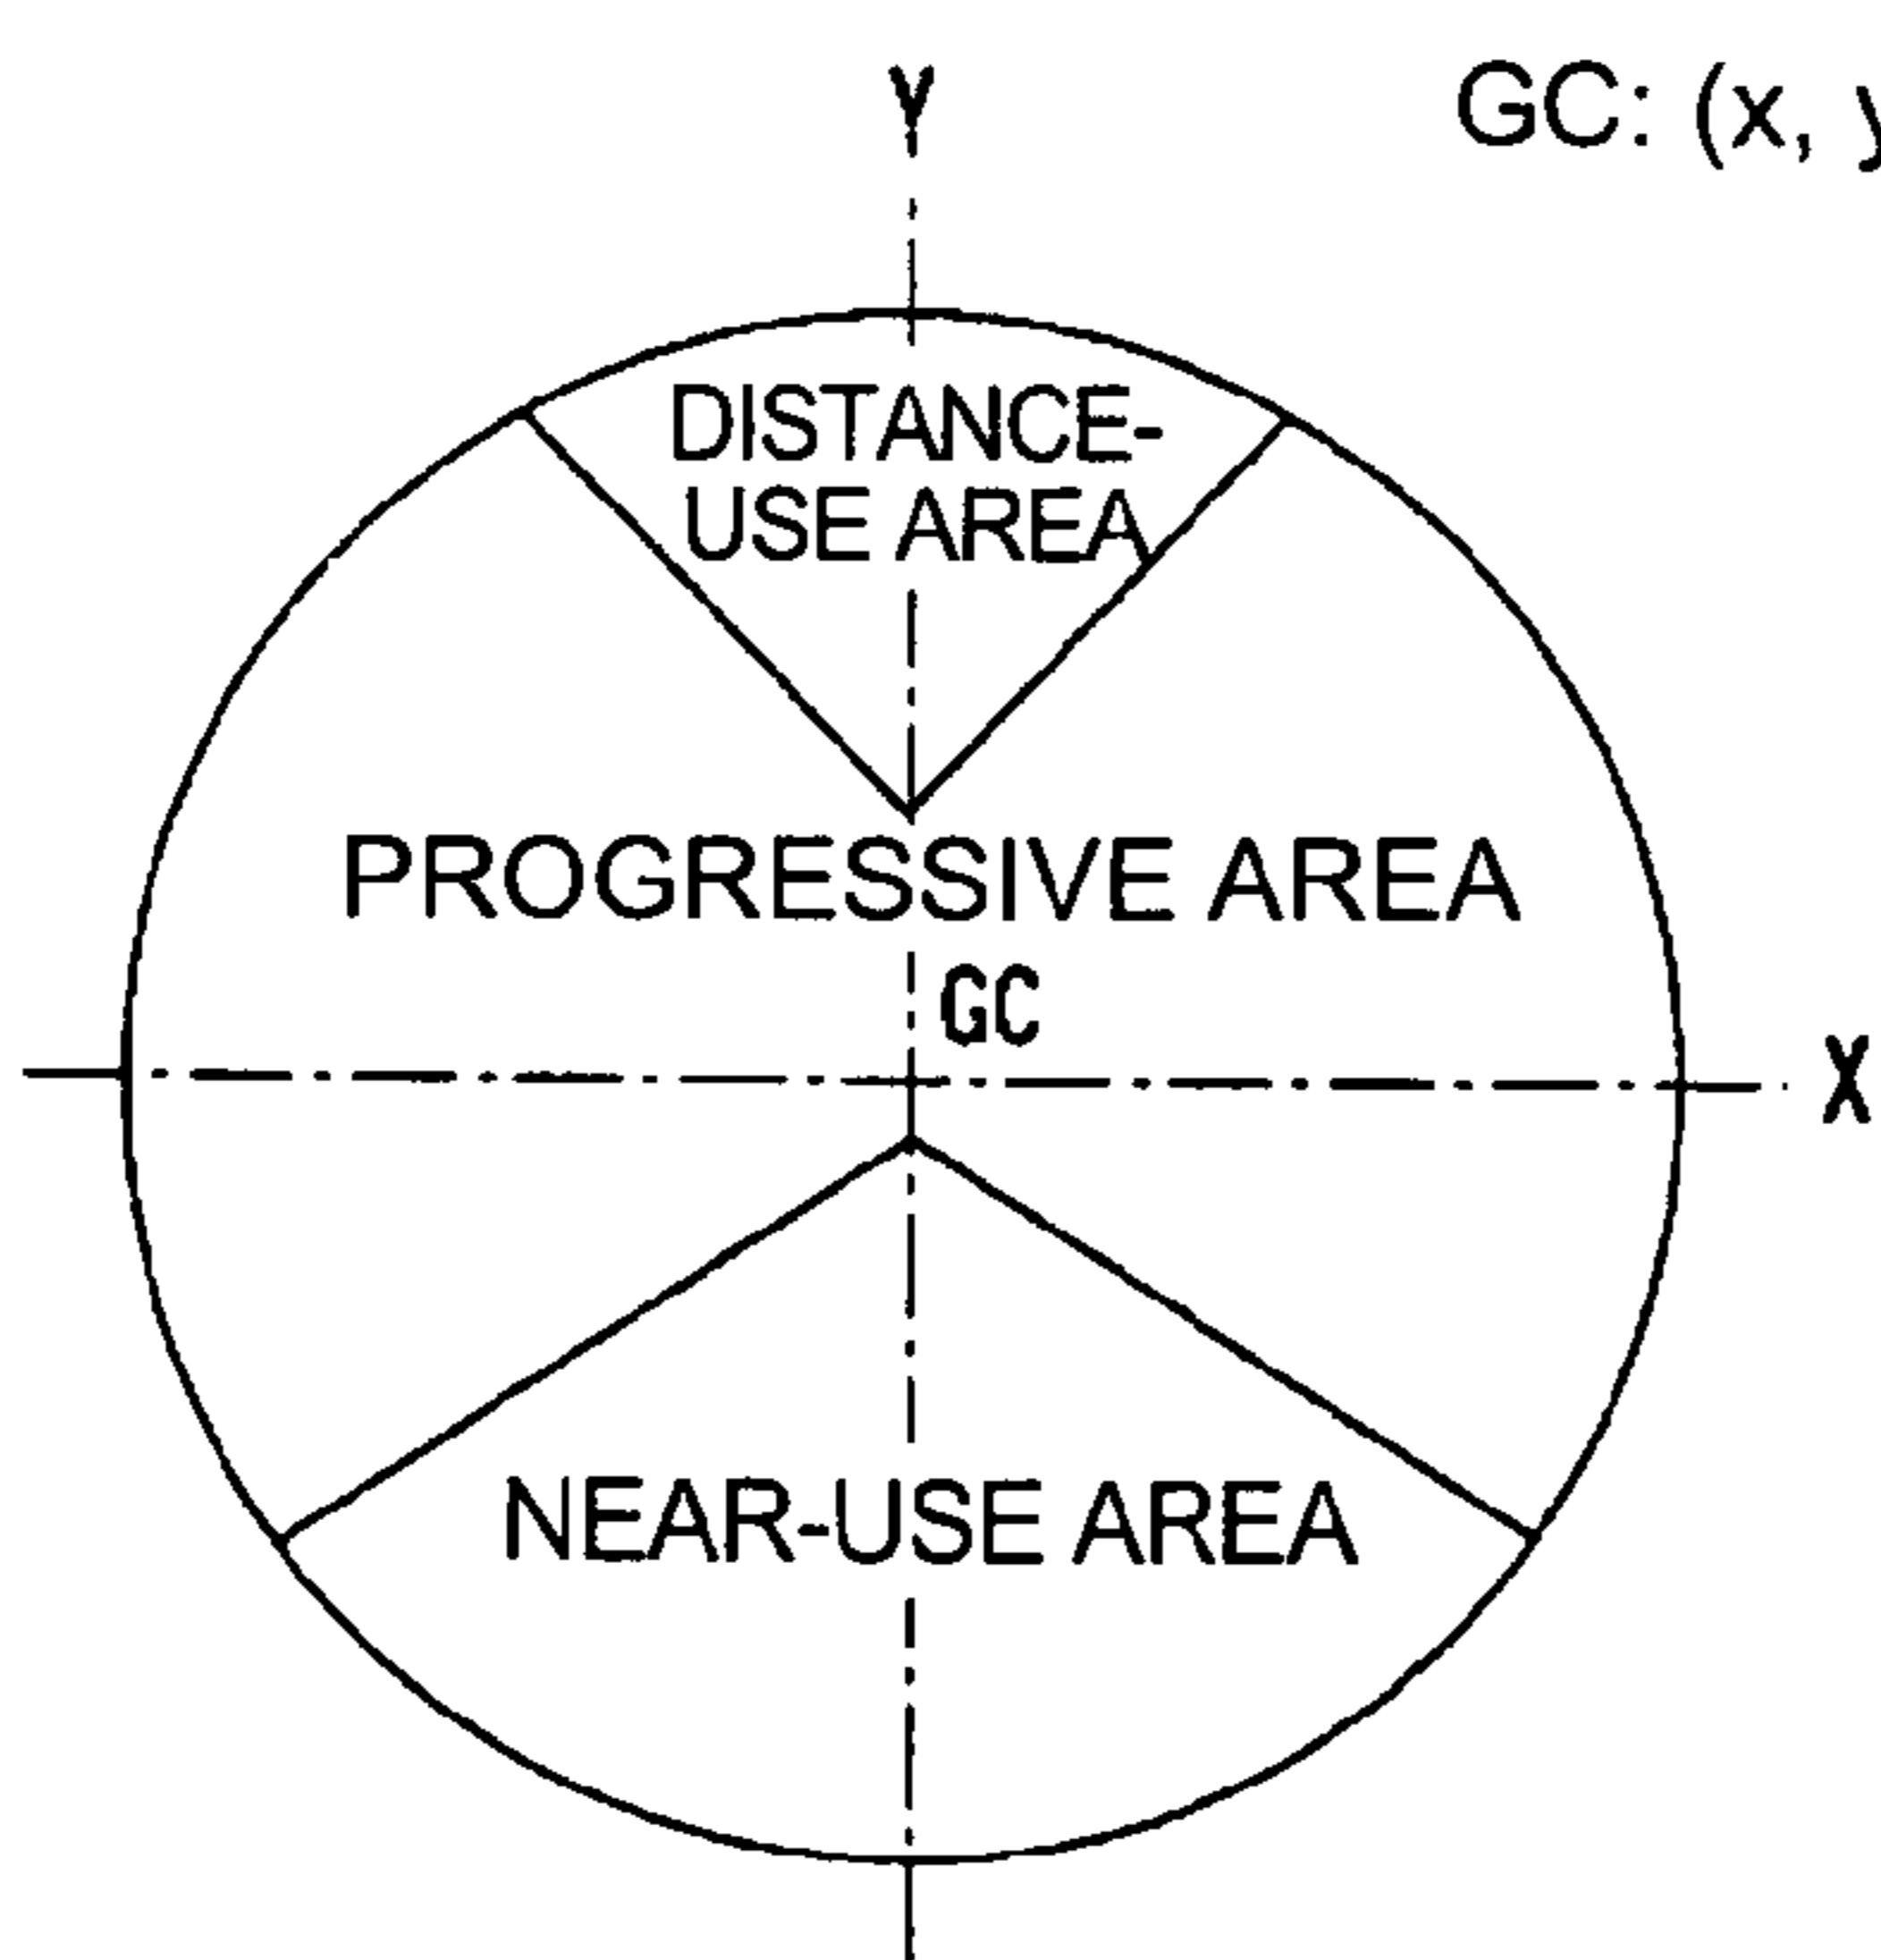 Y
GC: (x, y
DISTANCE-
USE AREA
PROGRESSIVE AREA
GC
X
NEAR-USE AREA